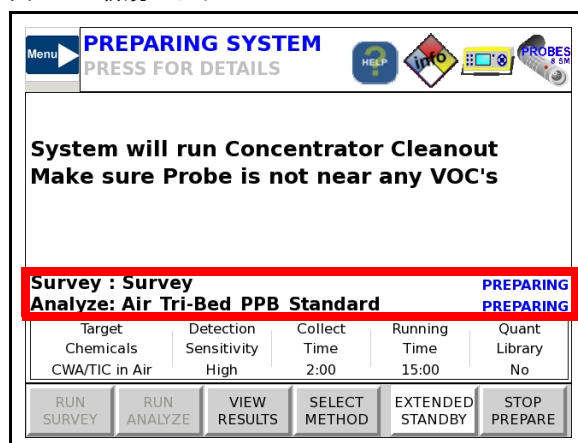 Menu
PREPARING SYSTEM
PRESS FOR DETAILS
HELP
info
PROBES
& SM
System will run Concentrator Cleanout
Make sure Probe is not near any VOC's
Survey : Survey PREPARING
Analyze: Air Tri-Bed PPB Standard PREPARING
Target Detection Collect Running Quant
Chemicals Sensitivity Time Time Library
CWA/TIC in Air High 2:00 15:00 No
RUN RUN VIEW SELECT EXTENDED STOP
SURVEY ANALYZE RESULTS METHOD STANDBY PREPARE